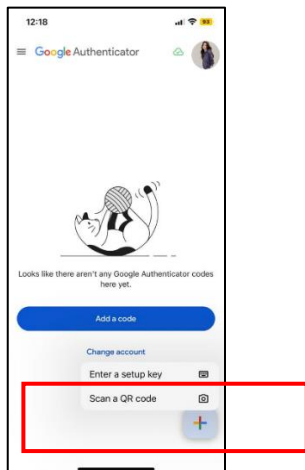 12:18
Google Authenticator
Looks like there aren't any Google Authenticator codes
here yet.
Add a code
Change account
Enter a setup key
Scan a QR code